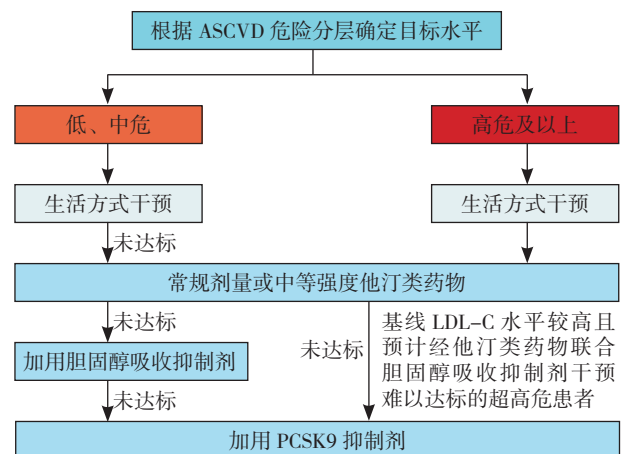 根据 ASCVD 危险分层确定目标水平
低、中危
高危及以上
生活方式干预
生活方式干预
未达标
常规剂量或中等强度他汀类药物
未达标
加用胆固醇吸收抑制剂
未达标
未达标
基线 LDL-C 水平较高且
预计经他汀类药物联合
胆固醇吸收抑制剂干预
难以达标的超高危患者
加用 PCSK9 抑制剂